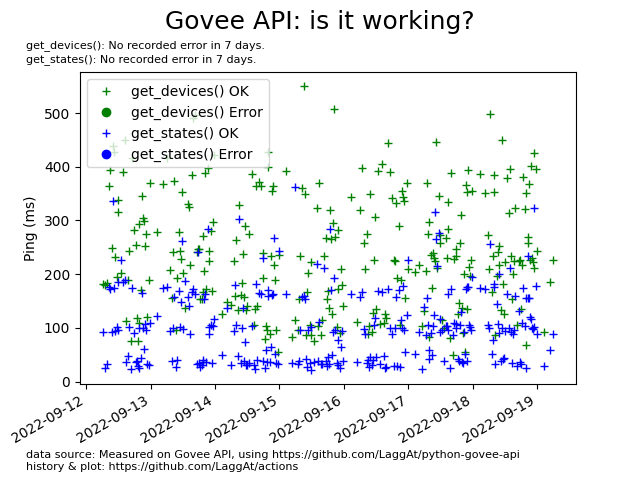 Govee API: is it working?
get_devices(): No recorded error in 7 days.
get_states(): No recorded error in 7 days.
get_devices() OK
get_devices() Error
get_states() OK
get_states() Error
Ping (ms)
500
400
300
200
100
0
2022-09-12
2022-09-13
2022-09-14
2022-09-15
2022-09-16
2022-09-17
2022-09-18
2022-09-19
data source: Measured on Govee API, using https://github.com/LaggAt/python-govee-api
history & plot: https://github.com/LaggAt/actions